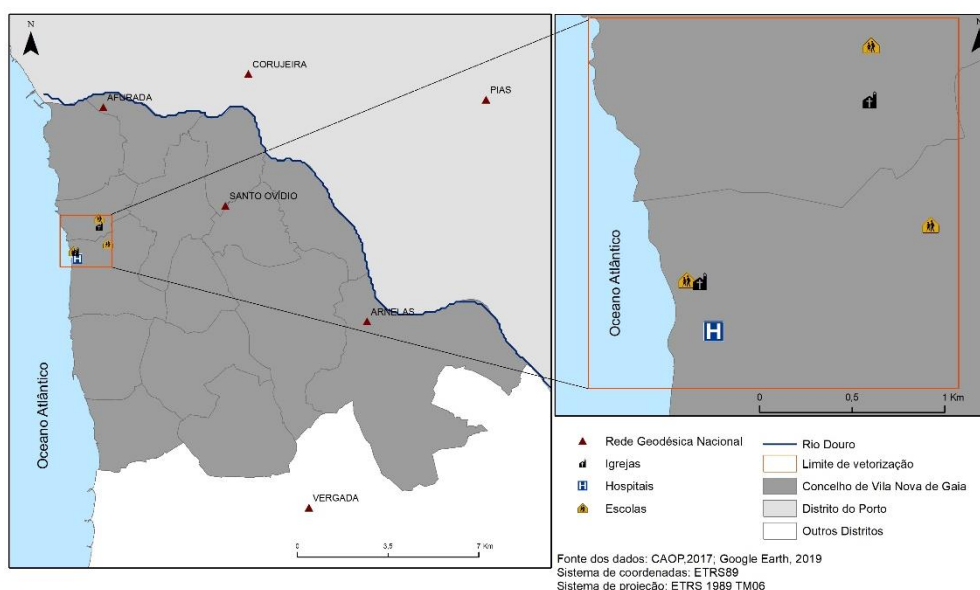 N
CORUJEIRA
PIAS
AFURADA
SANTO OVÍDIO
ARNELAS
VERGADA
Oceano Atlântico
0 3,5 7 Km
N
H
Oceano Atlântico
H
0 0,5 1 Km
Rede Geodésica Nacional
Igrejas
H Hospitais
Escolas
Rio Douro
Limite de vetorização
Concelho de Vila Nova de Gaia
Distrito do Porto
Outros Distritos
Fonte dos dados: CAOP,2017; Google Earth, 2019
Sistema de coordenadas: ETRS89
Sistema de projeção: ETRS 1989 TM06